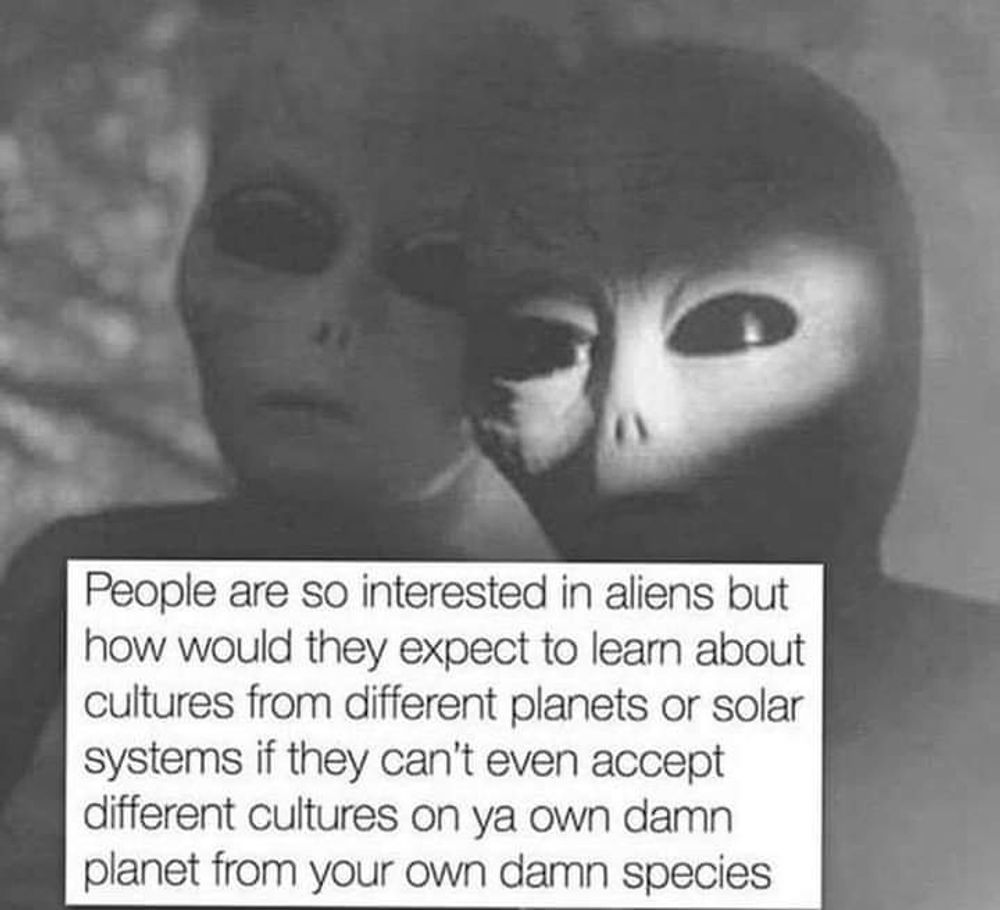 People are so interested in aliens but
how would they expect to learn about
cultures from different planets or solar
systems if they can't even accept
different cultures on ya own damn
planet from your own damn species